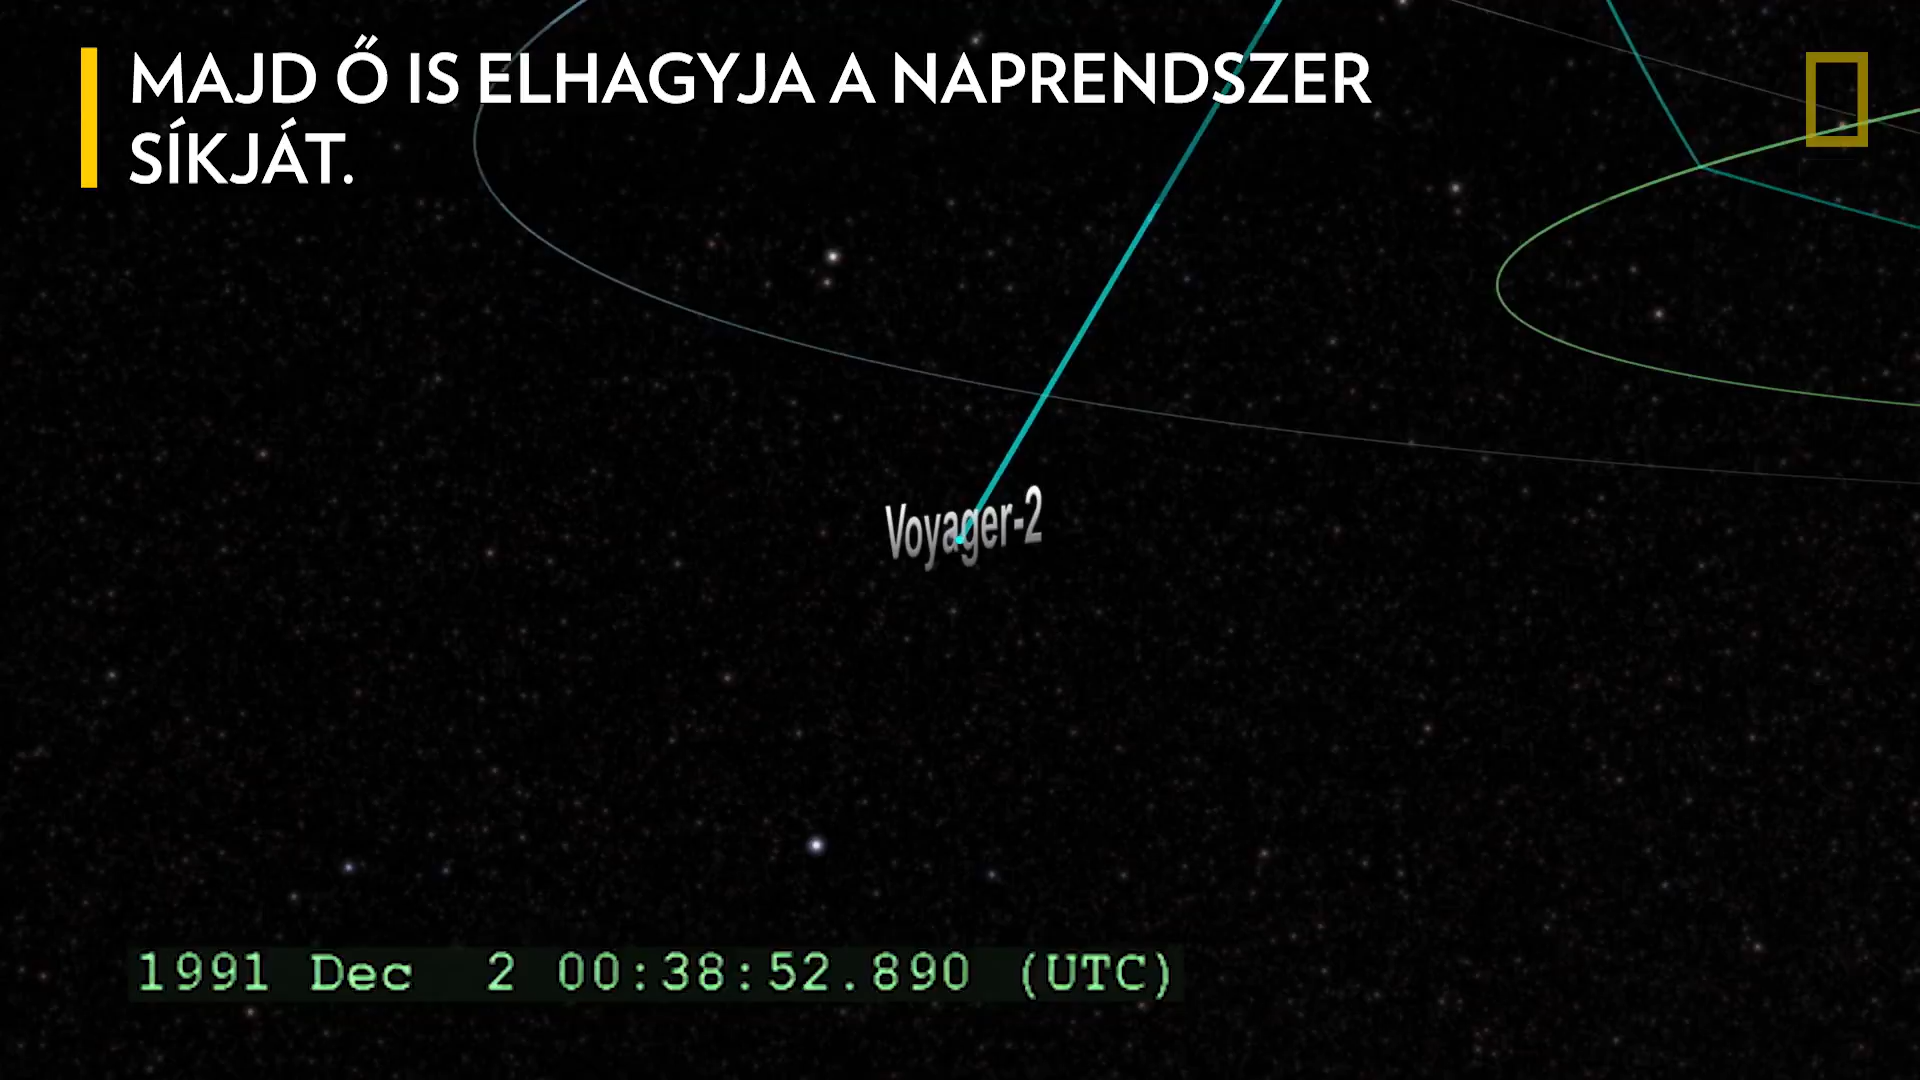 MAJD Ő IS ELHAGYJA A NAPRENDSZER
SÍKJÁT.
Voyager-2
1991 Dec  2 00:38:52.890 (UTC)